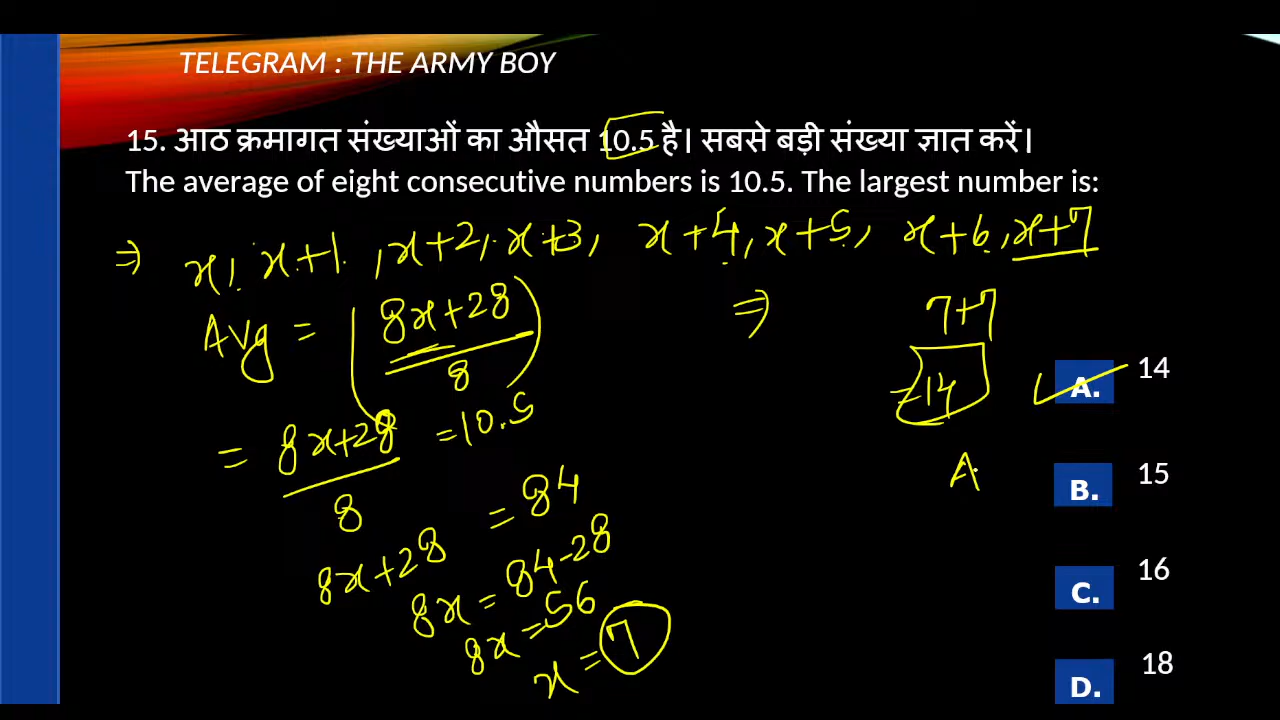 TELEGRAM : THE ARMY BOY
15. आठ क्रमागत संख्याओं का औसत 10.5 है। सबसे बड़ी संख्या ज्ञात करें।
The average of eight consecutive numbers is 10.5. The largest number is:
⇒ x, x+1, x+2, x+3, x+4, x+5, x+6, x+7
Avg = (8x+28)/8
= (8x+28)/8 = 10.5
8x+28 = 84
8x = 84-28
8x = 56
x = 7
⇒ 7+7
=14
A
A. 14
B. 15
C. 16
D. 18